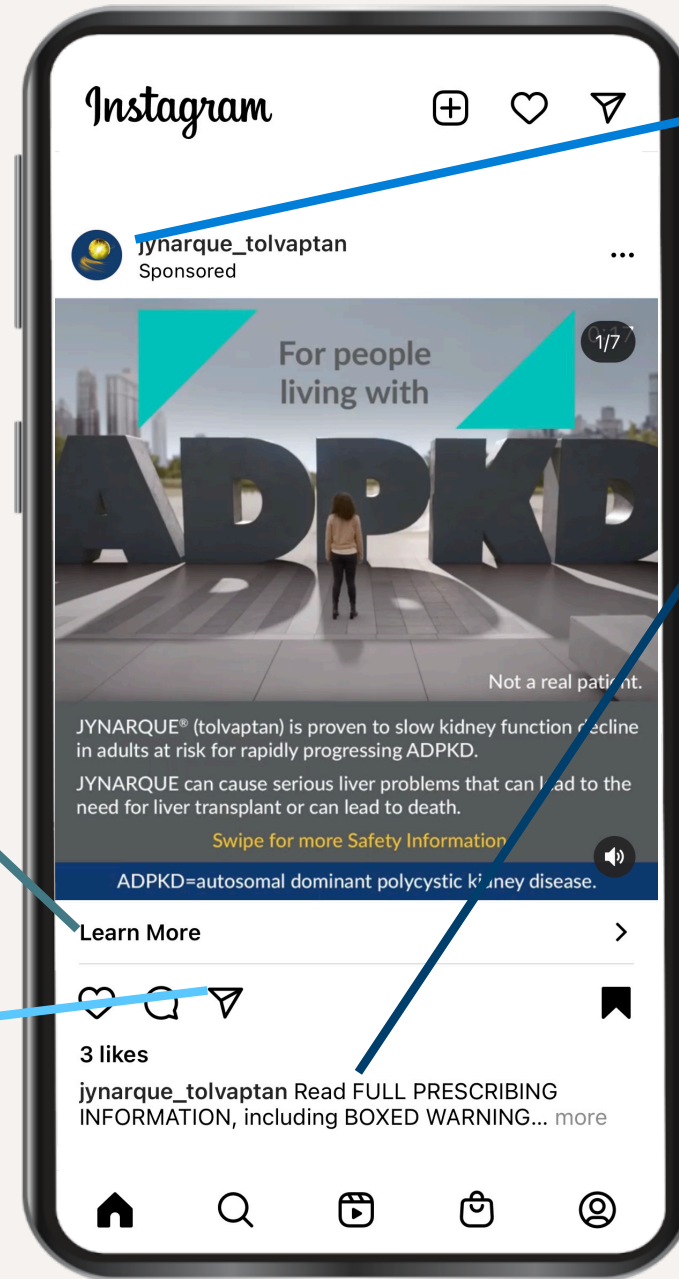 Instagram
jynarque_tolvaptan
Sponsored
For people
living with
1/7
ADPKD
Not a real patient.
JYNARQUE® (tolvaptan) is proven to slow kidney function decline
in adults at risk for rapidly progressing ADPKD.
JYNARQUE can cause serious liver problems that can lead to the
need for liver transplant or can lead to death.
Swipe for more Safety Information
ADPKD=autosomal dominant polycystic kidney disease.
Learn More
3 likes
jynarque_tolvaptan Read FULL PRESCRIBING
INFORMATION, including BOXED WARNING... more